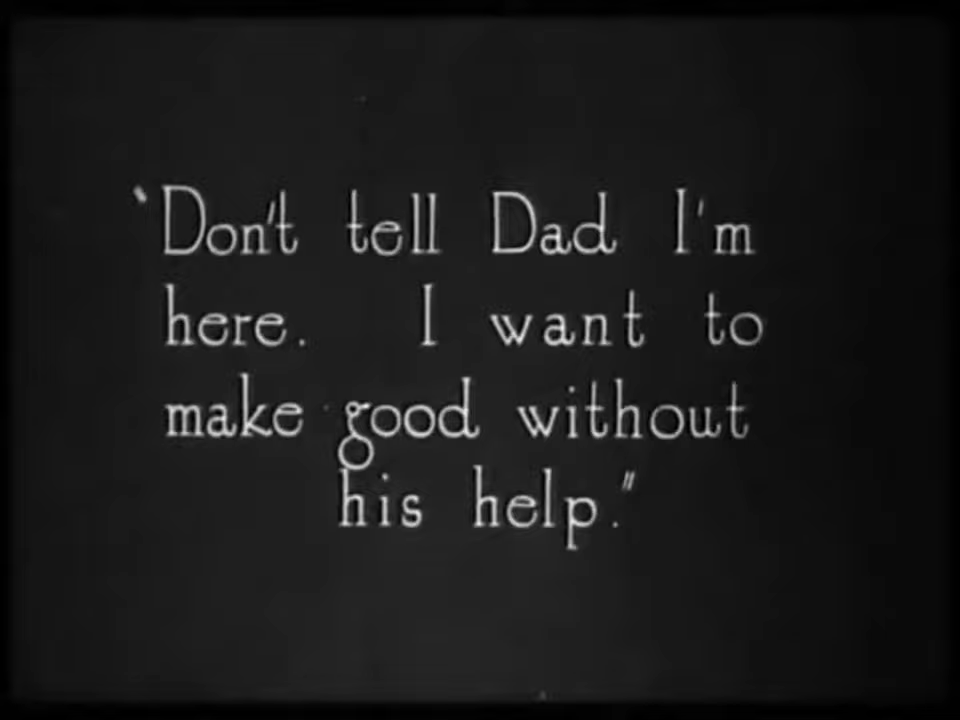 "Don't tell Dad I'm
here. I want to
make good without
his help."